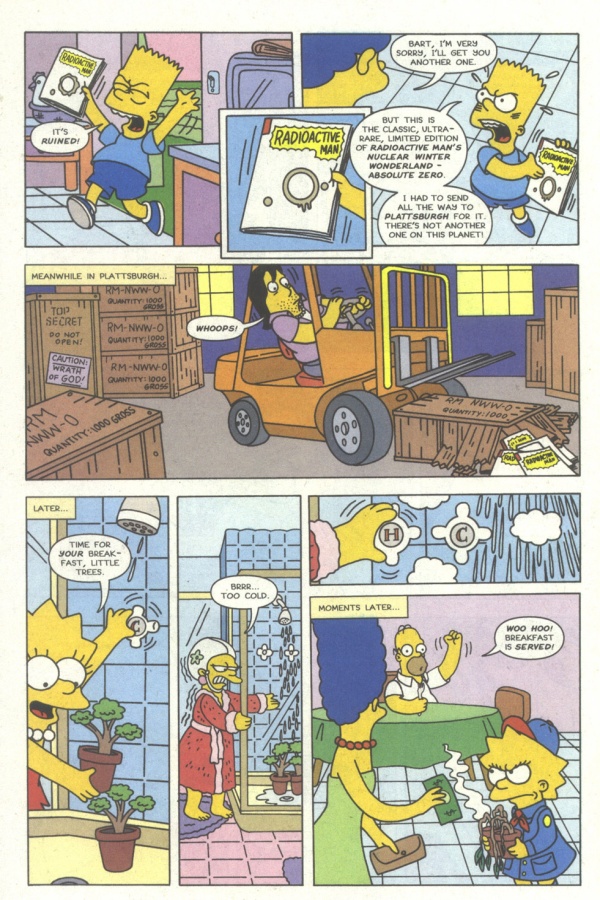 RADIOACTIVE
MAN
IT'S
RUINED!
BART, I'M VERY
SORRY, I'LL GET YOU
ANOTHER ONE.
RADIOACTIVE
MAN
BUT THIS IS
THE CLASSIC, ULTRA-
RARE, LIMITED EDITION
OF RADIOACTIVE MAN'S
NUCLEAR WINTER
WONDERLAND -
ABSOLUTE ZERO.
RADIOACTIVE
MAN
I HAD TO SEND
ALL THE WAY TO
PLATTSBURGH FOR IT.
THERE'S NOT ANOTHER
ONE ON THIS PLANET!
MEANWHILE IN PLATTSBURGH...
TOP
SECRET
DO NOT
OPEN!
CAUTION:
WRATH
OF GOD!
RM-NWW-O
QUANTITY:1000
GROSS
RM-NWW-O
QUANTITY:1000
GROSS
RM-NWW-O
QUANTITY:1000
GROSS
WHOOPS!
RM
NWW-O
QUANTITY:1000 GROSS
RM NWW-O
QUANTITY:1000
RADIOACTIVE
MAN
LATER...
TIME FOR
YOUR BREAK-
FAST, LITTLE
TREES.
C
BRRR...
TOO COLD.
H C
MOMENTS LATER...
WOO HOO!
BREAKFAST
IS SERVED!